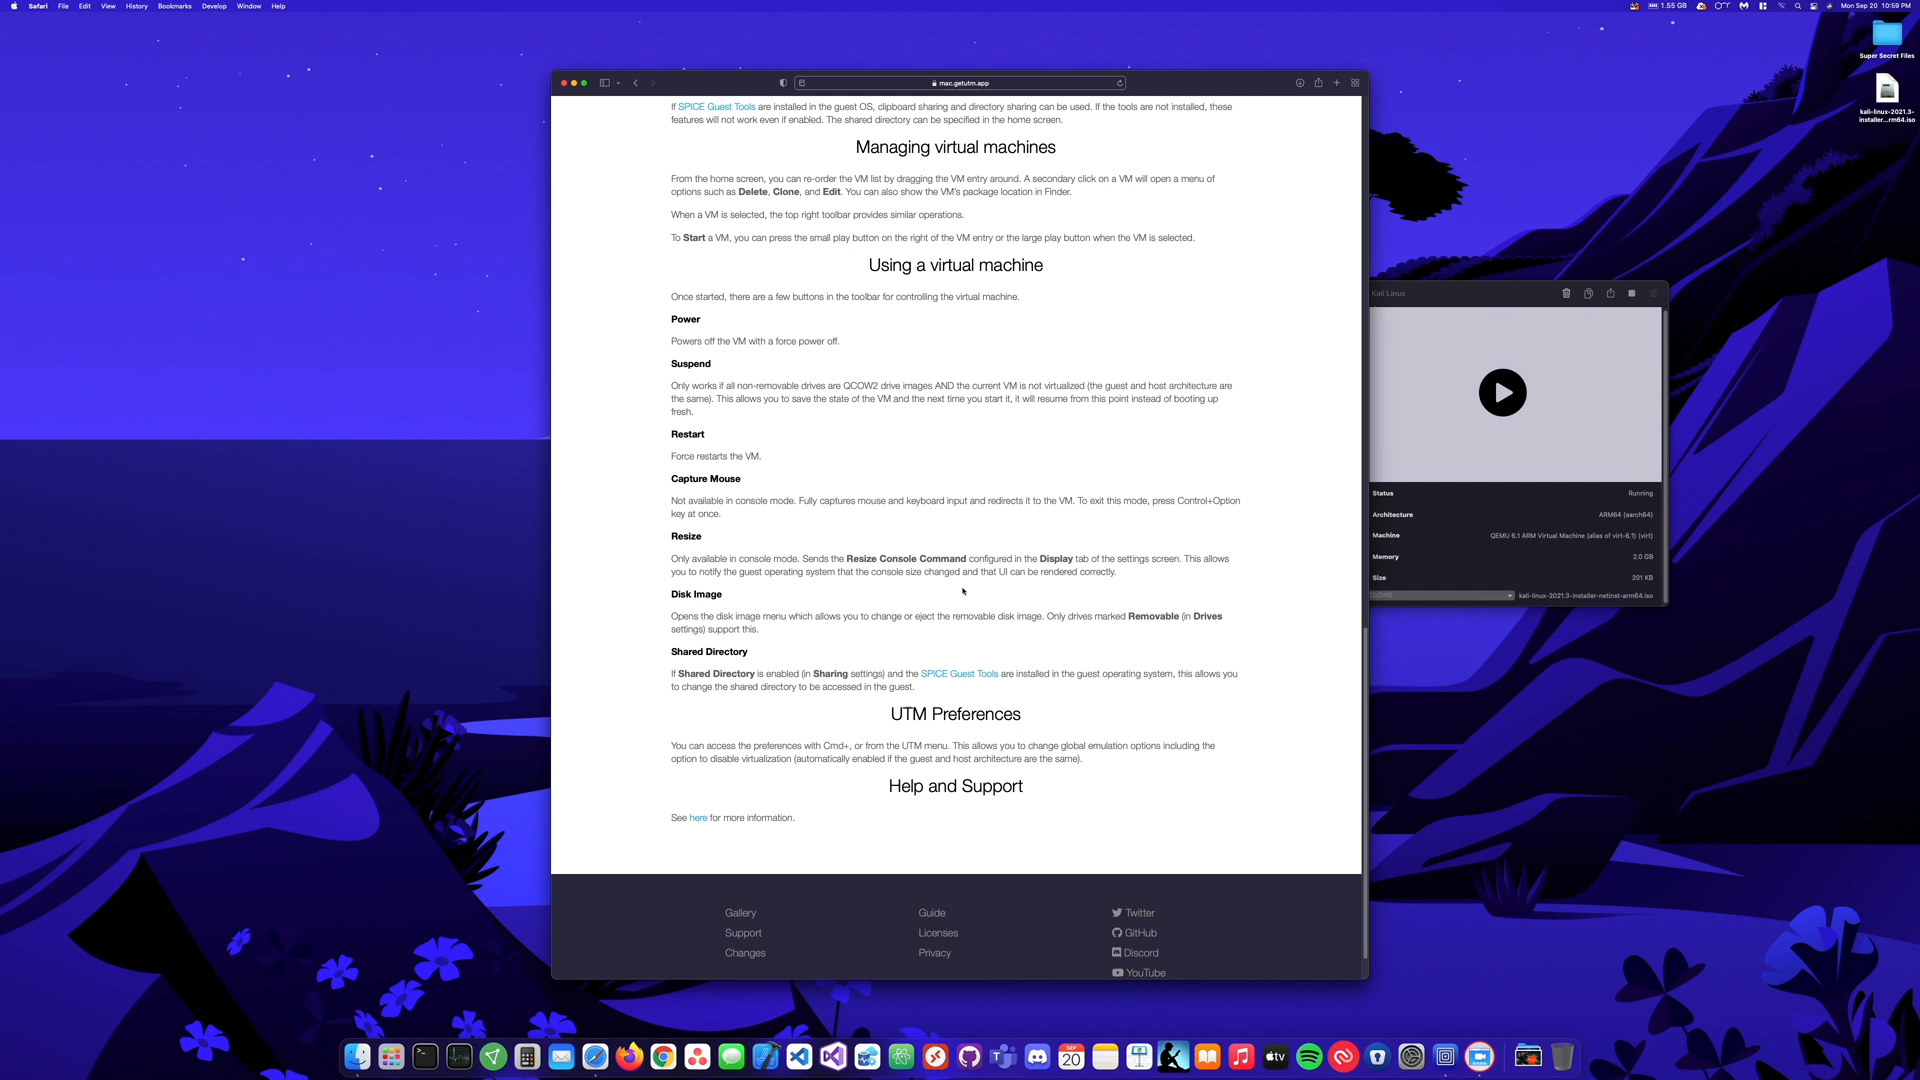 Safari File Edit View History Bookmarks Develop Window Help
1.55 GB
Mon Sep 20 10:59 PM
Super Secret Files
kali-linux-2021.3-
installer...rm64.iso
mac.getutm.app
If SPICE Guest Tools are installed in the guest OS, clipboard sharing and directory sharing can be used. If the tools are not installed, these
features will not work even if enabled. The shared directory can be specified in the home screen.
Managing virtual machines
From the home screen, you can re-order the VM list by dragging the VM entry around. A secondary click on a VM will open a menu of
options such as Delete, Clone, and Edit. You can also show the VM's package location in Finder.
When a VM is selected, the top right toolbar provides similar operations.
To Start a VM, you can press the small play button on the right of the VM entry or the large play button when the VM is selected.
Using a virtual machine
Once started, there are a few buttons in the toolbar for controlling the virtual machine.
Power
Powers off the VM with a force power off.
Suspend
Only works if all non-removable drives are QCOW2 drive images AND the current VM is not virtualized (the guest and host architecture are
the same). This allows you to save the state of the VM and the next time you start it, it will resume from this point instead of booting up
fresh.
Restart
Force restarts the VM.
Capture Mouse
Not available in console mode. Fully captures mouse and keyboard input and redirects it to the VM. To exit this mode, press Control+Option
key at once.
Resize
Only available in console mode. Sends the Resize Console Command configured in the Display tab of the settings screen. This allows
you to notify the guest operating system that the console size changed and that UI can be rendered correctly.
Disk Image
Opens the disk image menu which allows you to change or eject the removable disk image. Only drives marked Removable (in Drives
settings) support this.
Shared Directory
If Shared Directory is enabled (in Sharing settings) and the SPICE Guest Tools are installed in the guest operating system, this allows you
to change the shared directory to be accessed in the guest.
UTM Preferences
You can access the preferences with Cmd+, or from the UTM menu. This allows you to change global emulation options including the
option to disable virtualization (automatically enabled if the guest and host architecture are the same).
Help and Support
See here for more information.
Gallery Guide Twitter
Support Licenses GitHub
Changes Privacy Discord
YouTube
Kali Linux
Status Running
Architecture ARM64 (aarch64)
Machine QEMU 6.1 ARM Virtual Machine (alias of virt-6.1) (virt)
Memory 2.0 GB
Size 201 KB
kali-linux-2021.3-installer-netinst-arm64.iso
SEP
20
tv